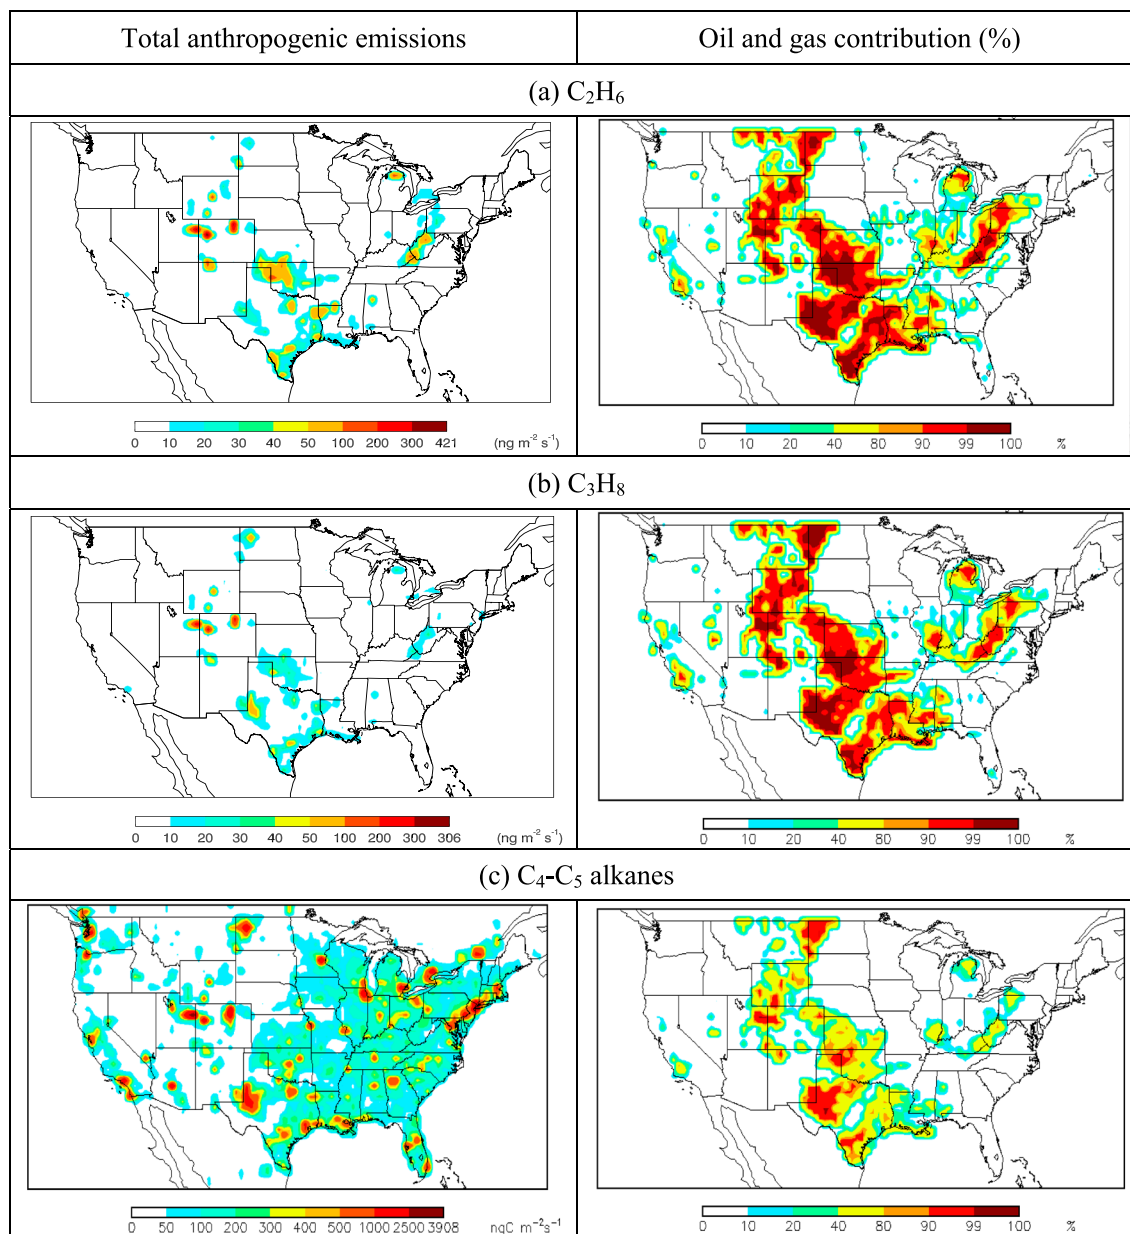 Total anthropogenic emissions
Oil and gas contribution (%)
(a) C₂H₆
0 10 20 30 40 50 100 200 300 421 (ng m⁻² s⁻¹)
0 10 20 40 80 90 99 100 %
(b) C₃H₈
0 10 20 30 40 50 100 200 300 306 (ng m⁻² s⁻¹)
0 10 20 40 80 90 99 100 %
(c) C₄-C₅ alkanes
0 50 100 200 300 400 500 1000 2500 3908 ngC m⁻²s⁻¹
0 10 20 40 80 90 99 100 %